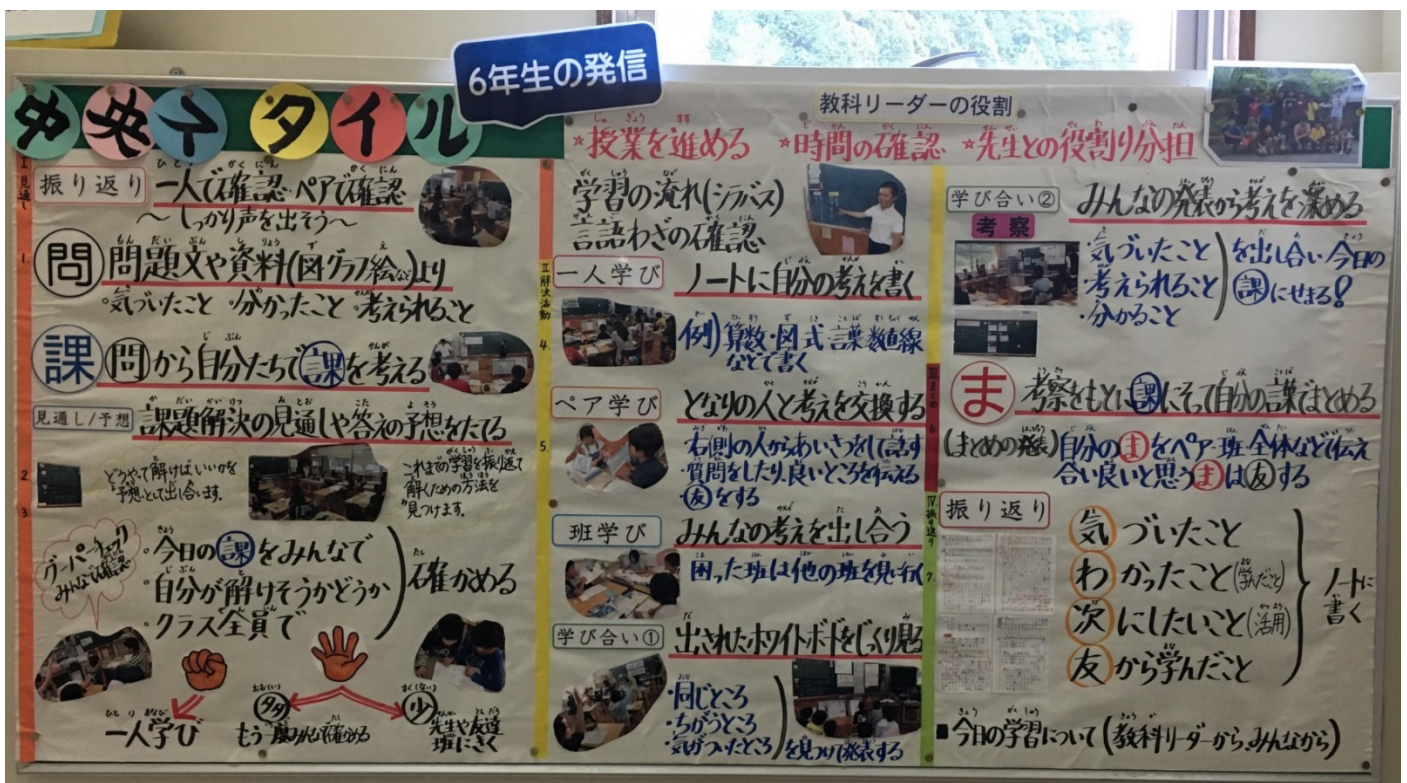 6年生の発信
中央スタイル
教科リーダーの役割
*授業を進める *時間の確認 *先生との役割り分担
I 見通し
振り返り
一人で確認・ペアで確認
〜しっかり声を出そう〜
1.
問 問題文や資料(図グラフ絵など)より
・気づいたこと ・分かったこと ・考えられること
課 問から自分たちで課を考える
見通し/予想
課題解決の見通しや答えの予想をたてる
2
どうやって解けばいいかを
予想として出し合います。
これまでの学習を振り返って
解くための方法を
見つけます。
3
グーパーチェック
みんなで確認
・今日の課をみんなで
・自分が解けそうかどうか
・クラス全員で
確かめる
一人学び
多
もう一度みんなで確かめる
少
先生や友達
班にきく
学習の流れ(シラバス)
言語わざの確認
II 解決活動
一人学び
ノートに自分の考えを書く
4.
例) 算数・図 式 言葉 数直線
などで書く
ペア学び
となりの人と考えを交換する
5.
・右側の人からあいさつをして話す
・質問をしたり、良いところを伝える
・友をする
班学び
みんなの考えを出し合う
困った班は他の班を見に行く
学び合い①
出されたホワイトボードをじっくり見る
・同じところ
・ちがうところ
・気がついたところ
を見つけて発表する
学び合い②
みんなの発表から考えを深める
考察
・気づいたこと
・考えられること
・分かること
を出し合い今日の
課にせまる!
III まとめ
6.
ま 考察をもとに課にそって自分の言葉でまとめる
(まとめの発表) 自分のまをペア・班・全体などで伝え
合い良いと思うまは友する
IV 振り返り
振り返り
7.
気づいたこと
わかったこと(学んだこと)
次にしたいこと(活用)
友から学んだこと
ノートに
書く
■今日の学習について(教科リーダーから、みんなから)